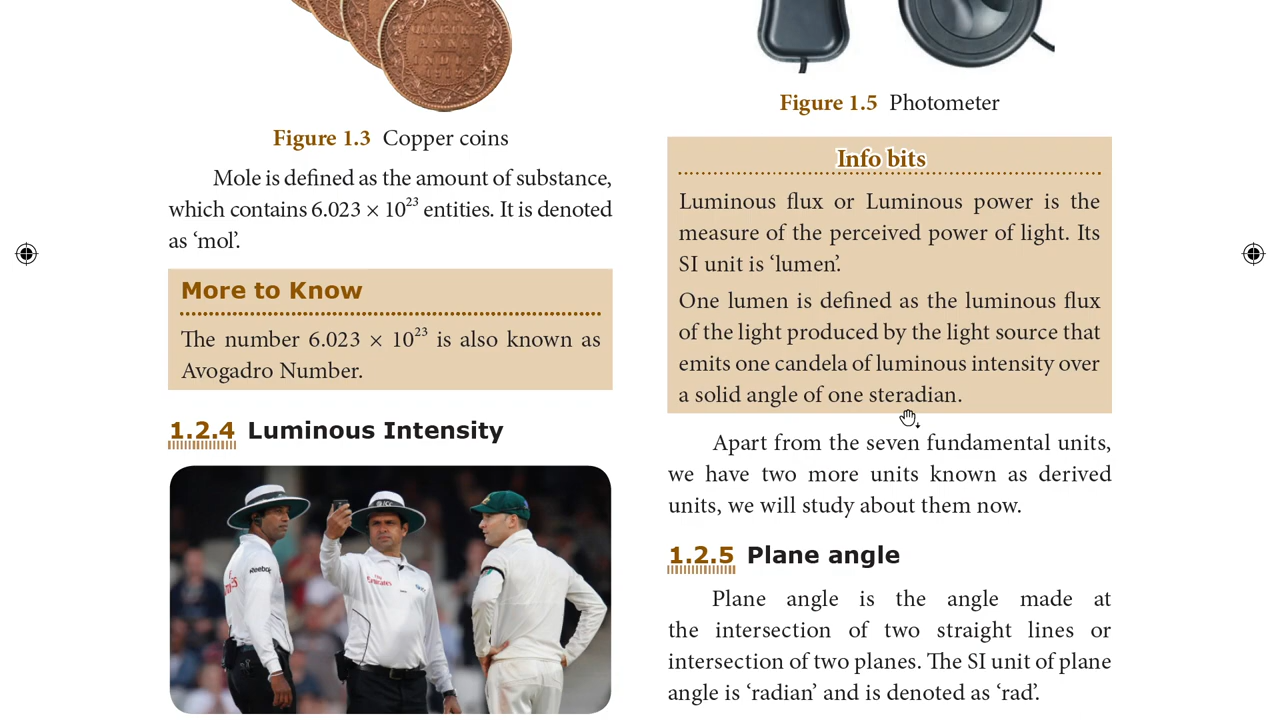 ONE
QUARTER
ANNA
INDIA
Figure 1.3 Copper coins
Mole is defined as the amount of substance,
which contains 6.023 × 10²³ entities. It is denoted
as ‘mol’.
More to Know
The number 6.023 × 10²³ is also known as
Avogadro Number.
1.2.4 Luminous Intensity
Reebok
Emirates
Figure 1.5 Photometer
Info bits
Luminous flux or Luminous power is the
measure of the perceived power of light. Its
SI unit is ‘lumen’.
One lumen is defined as the luminous flux
of the light produced by the light source that
emits one candela of luminous intensity over
a solid angle of one steradian.
Apart from the seven fundamental units,
we have two more units known as derived
units, we will study about them now.
1.2.5 Plane angle
Plane angle is the angle made at
the intersection of two straight lines or
intersection of two planes. The SI unit of plane
angle is ‘radian’ and is denoted as ‘rad’.